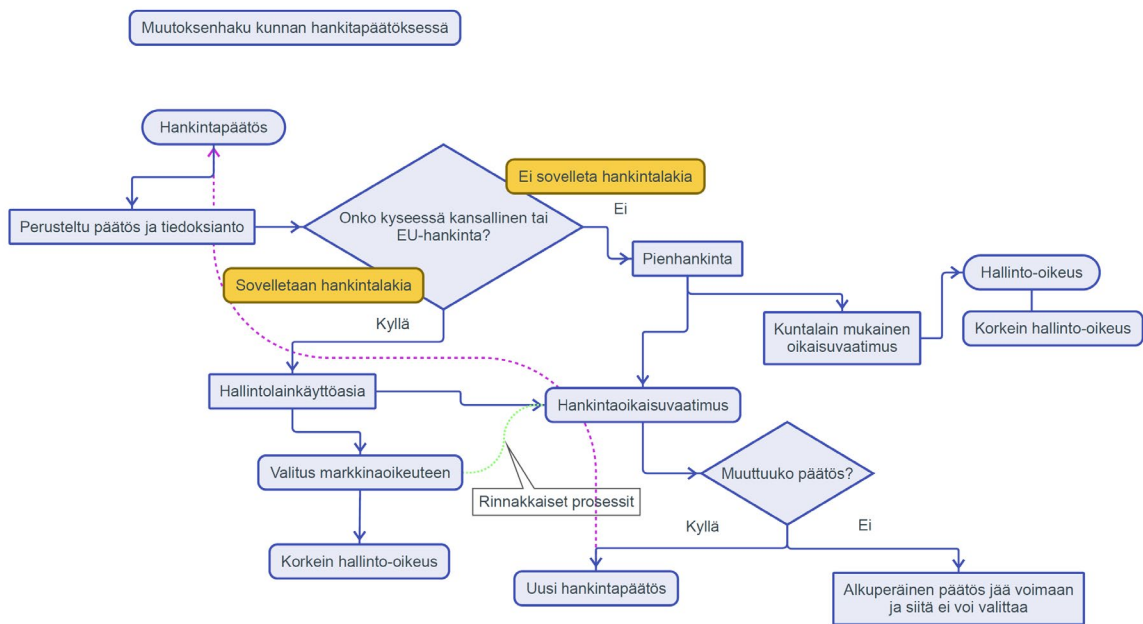 Muutoksenhaku kunnan hankitapäätöksessä
Hankintapäätös
Ei sovelleta hankintalakia
Ei
Perusteltu päätös ja tiedoksianto
Onko kyseessä kansallinen tai
EU-hankinta?
Pienhankinta
Hallinto-oikeus
Sovelletaan hankintalakia
Kyllä
Kuntalain mukainen
oikaisuvaatimus
Korkein hallinto-oikeus
Hallintolainkäyttöasia
Hankintaoikaisuvaatimus
Valitus markkinaoikeuteen
Muuttuuko päätös?
Rinnakkaiset prosessit
Kyllä
Ei
Korkein hallinto-oikeus
Uusi hankintapäätös
Alkuperäinen päätös jää voimaan
ja siitä ei voi valittaa